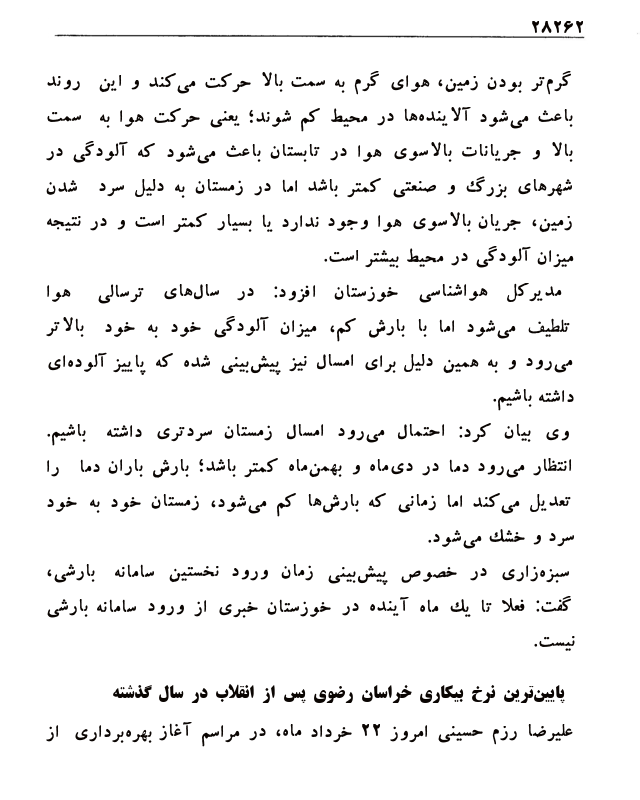 ۲۸۲۶۲
گرم‌تر بودن زمین، هوای گرم به سمت بالا حرکت می‌کند و این روند
باعث می‌شود آلاینده‌ها در محیط کم شوند؛ یعنی حرکت هوا به سمت
بالا و جریانات بالاسوی هوا در تابستان باعث می‌شود که آلودگی در
شهرهای بزرگ و صنعتی کمتر باشد اما در زمستان به دلیل سرد شدن
زمین، جریان بالاسوی هوا وجود ندارد یا بسیار کمتر است و در نتیجه
میزان آلودگی در محیط بیشتر است.
مدیرکل هواشناسی خوزستان افزود: در سال‌های ترسالی هوا
تلطیف می‌شود اما با بارش کم، میزان آلودگی خود به خود بالاتر
می‌رود و به همین دلیل برای امسال نیز پیش‌بینی شده که پاییز آلوده‌ای
داشته باشیم.
وی بیان کرد: احتمال می‌رود امسال زمستان سردتری داشته باشیم.
انتظار می‌رود دما در دی‌ماه و بهمن‌ماه کمتر باشد؛ بارش باران دما را
تعدیل می‌کند اما زمانی که بارش‌ها کم می‌شود، زمستان خود به خود
سرد و خشك می‌شود.
سبزه‌زاری در خصوص پیش‌بینی زمان ورود نخستین سامانه بارشی،
گفت: فعلا تا یك ماه آینده در خوزستان خبری از ورود سامانه بارشی
نیست.
پایین‌ترین نرخ بیکاری خراسان رضوی پس از انقلاب در سال گذشته
علیرضا رزم حسینی امروز ۲۲ خرداد ماه، در مراسم آغاز بهره‌برداری از